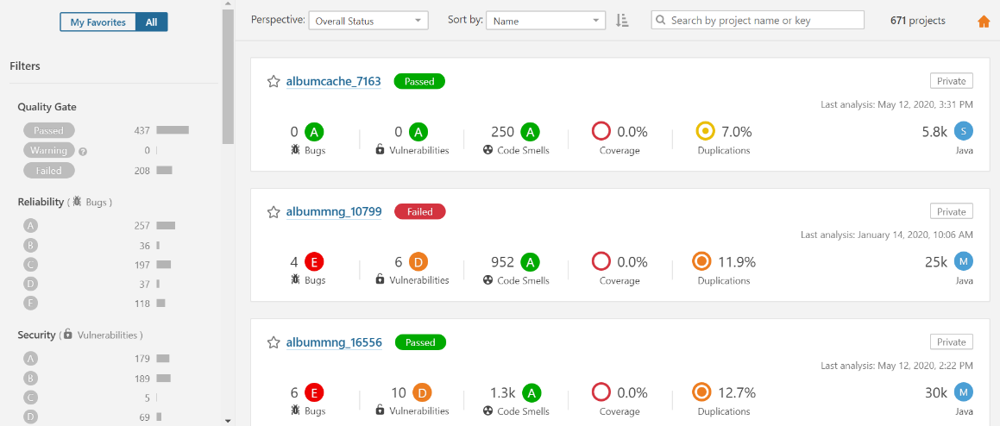 My Favorites All
Perspective: Overall Status Sort by: Name Search by project name or key 671 projects
Filters
Quality Gate
Passed 437
Warning ? 0
Failed 208
Reliability ( Bugs )
A 257
B 36
C 197
D 37
F 118
Security ( Vulnerabilities )
A 179
B 189
C 5
D 69
albumcache_7163 Passed Private
Last analysis: May 12, 2020, 3:31 PM
0 A 0 A 250 A 0.0% 7.0% 5.8k S
Bugs Vulnerabilities Code Smells Coverage Duplications Java
albummng_10799 Failed Private
Last analysis: January 14, 2020, 10:06 AM
4 E 6 D 952 A 0.0% 11.9% 25k M
Bugs Vulnerabilities Code Smells Coverage Duplications Java
albummng_16556 Passed Private
Last analysis: May 12, 2020, 2:22 PM
6 E 10 D 1.3k A 0.0% 12.7% 30k M
Bugs Vulnerabilities Code Smells Coverage Duplications Java